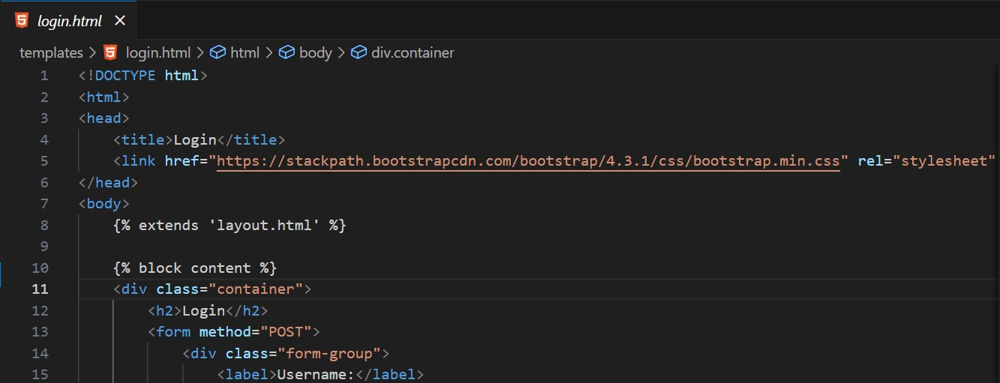 login.html
templates > login.html > html > body > div.container
1 <!DOCTYPE html>
2 <html>
3 <head>
4 <title>Login</title>
5 <link href="https://stackpath.bootstrapcdn.com/bootstrap/4.3.1/css/bootstrap.min.css" rel="stylesheet"
6 </head>
7 <body>
8 {% extends 'layout.html' %}
9
10 {% block content %}
11 <div class="container">
12 <h2>Login</h2>
13 <form method="POST">
14 <div class="form-group">
15 <label>Username:</label>